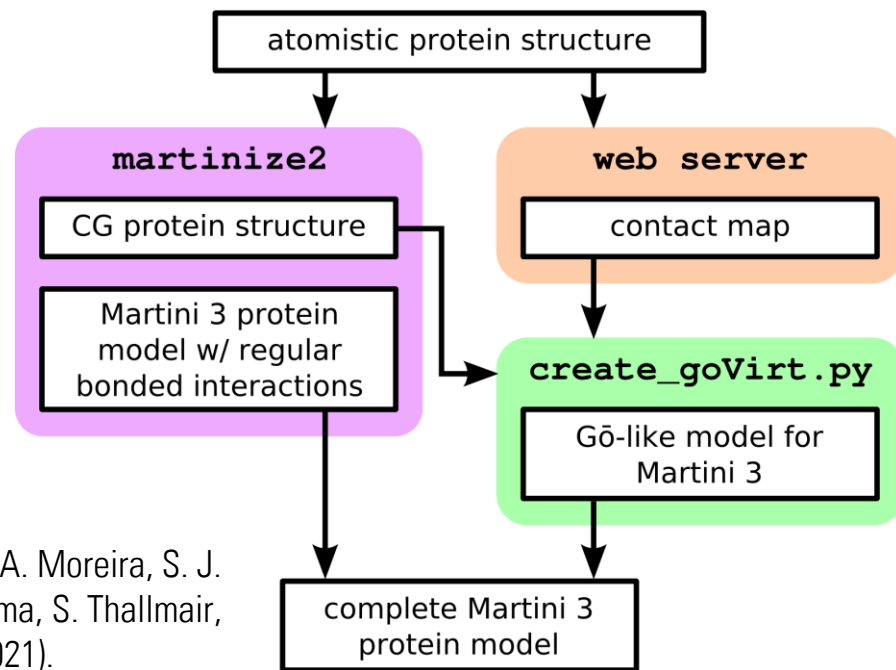 atomistic protein structure
martinize2
web server
CG protein structure
contact map
Martini 3 protein
model w/ regular
bonded interactions
create_goVirt.py
Gō-like model for
Martini 3
A. Moreira, S. J.
ma, S. Thallmair,
021).
complete Martini 3
protein model